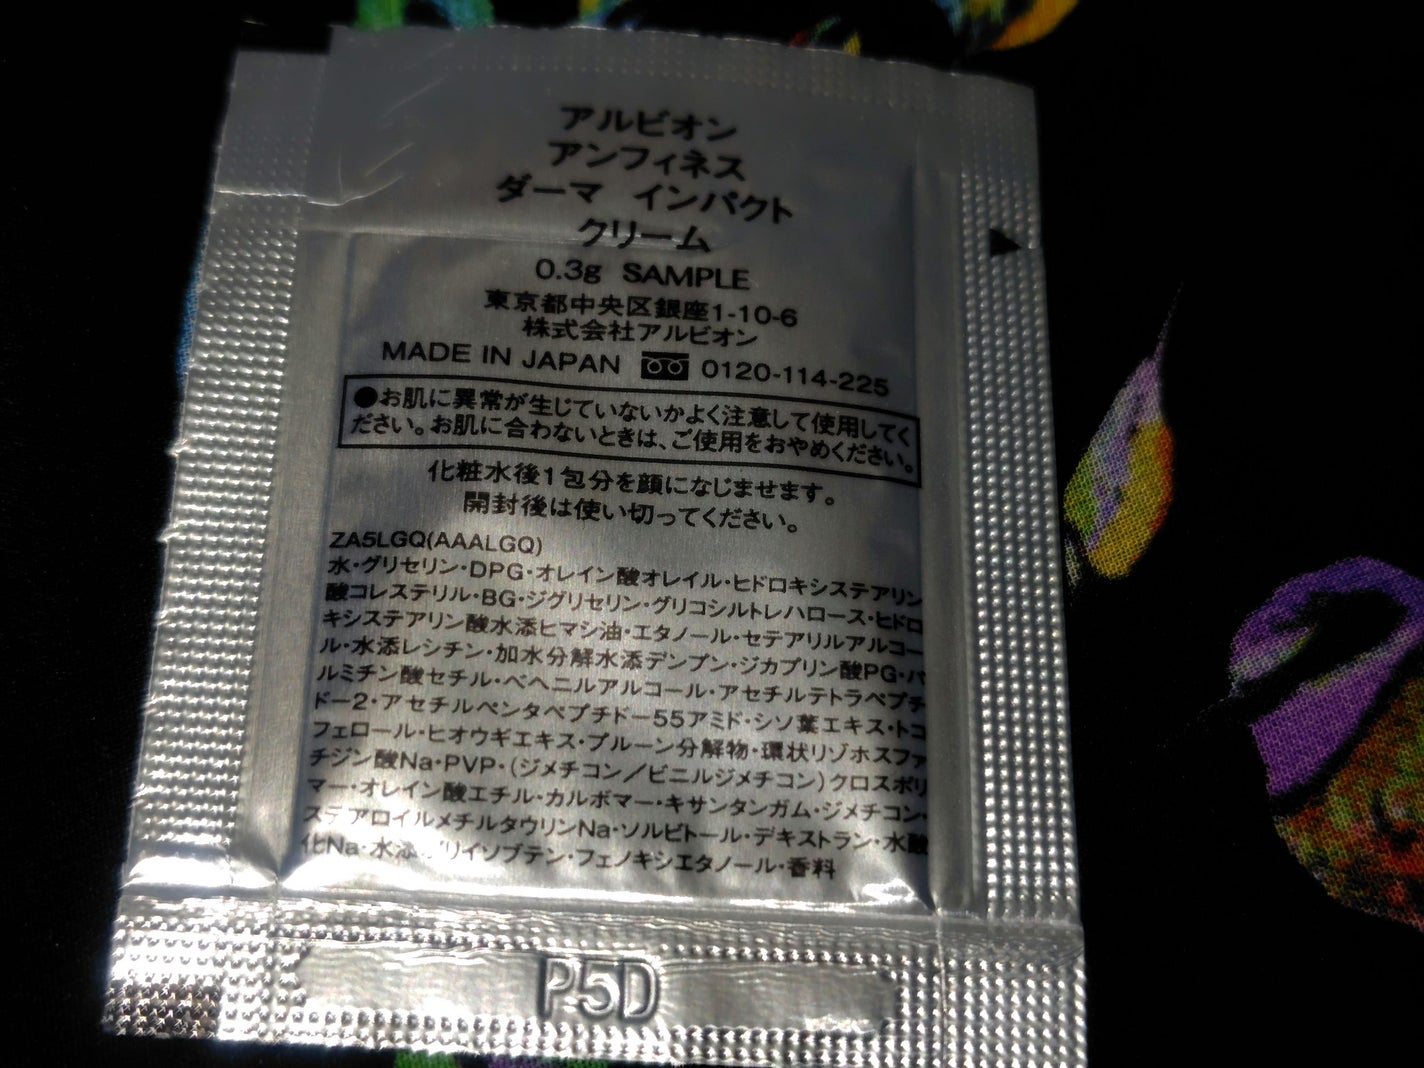 アルビオン
アンフィネス
ダーマ インパクト
クリーム
0.3g SAMPLE
東京都中央区銀座1-10-6
株式会社アルビオン
MADE IN JAPAN 0120-114-225
●お肌に異常が生じていないかよく注意して使用してく
ださい。お肌に合わないときは、ご使用をおやめください。
化粧水後1包分を顔になじませます。
開封後は使い切ってください。
ZA5LGQ(AAALGQ)
水・グリセリン・DPG・オレイン酸オレイル・ヒドロキシステアリン
酸コレステリル・BG・ジグリセリン・グリコシルトレハロース・ヒドロ
キシステアリン酸水添ヒマシ油・エタノール・セテアリルアルコー
ル・水添レシチン・加水分解水添デンプン・ジカプリン酸PG・パ
ルミチン酸セチル・ベヘニルアルコール・アセチルテトラペプチ
ドー2・アセチルペンタペプチドー55アミド・シソ葉エキス・トコ
フェロール・ヒオウギエキス・プルーン分解物・環状リゾホスファ
チジン酸Na・PVP・(ジメチコン／ビニルジメチコン)クロスポリ
マー・オレイン酸エチル・カルボマー・キサンタンガム・ジメチコン・
ステアロイルメチルタウリンNa・ソルビトール・デキストラン・水酸
化Na・水添ポリイソブテン・フェノキシエタノール・香料
P5D